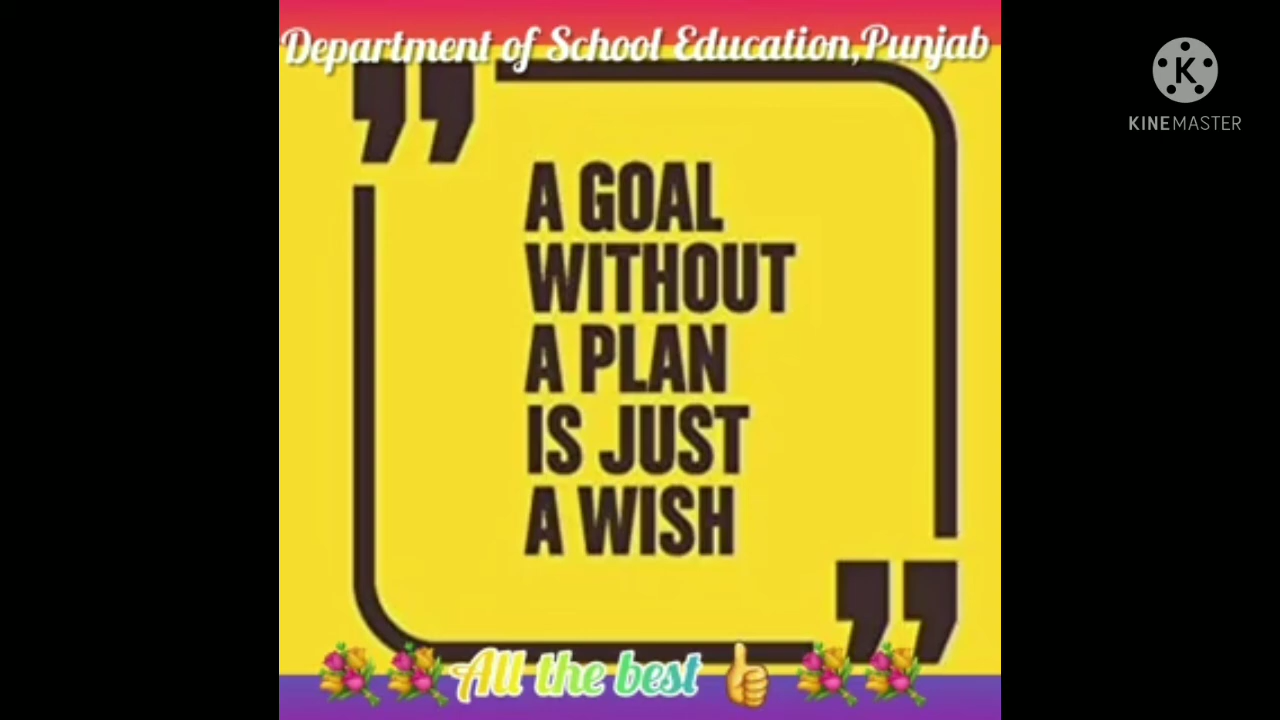 Department of School Education,Punjab
K
KINEMASTER
A GOAL
WITHOUT
A PLAN
IS JUST
A WISH
All the best